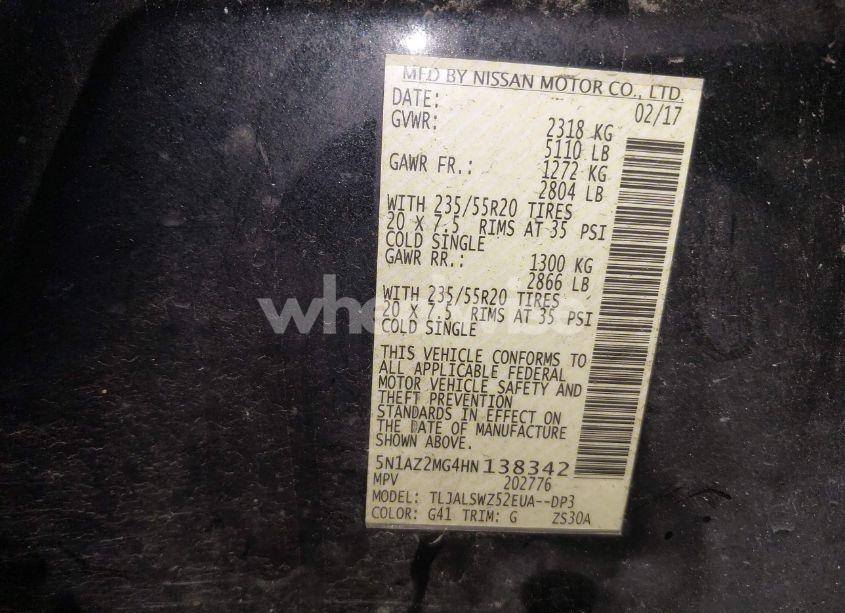 MFD BY NISSAN MOTOR CO., LTD.
DATE: 02/17
GVWR: 2318 KG
5110 LB
GAWR FR.: 1272 KG
2804 LB
WITH 235/55R20 TIRES
20 X 7.5 RIMS AT 35 PSI
COLD SINGLE
GAWR RR.: 1300 KG
2866 LB
WITH 235/55R20 TIRES
20 X 7.5 RIMS AT 35 PSI
COLD SINGLE
THIS VEHICLE CONFORMS TO
ALL APPLICABLE FEDERAL
MOTOR VEHICLE SAFETY AND
THEFT PREVENTION
STANDARDS IN EFFECT ON
THE DATE OF MANUFACTURE
SHOWN ABOVE.
5N1AZ2MG4HN138342
MPV 202776
MODEL: TLJALSWZ52EUA--DP3
COLOR: G41 TRIM: G ZS30A